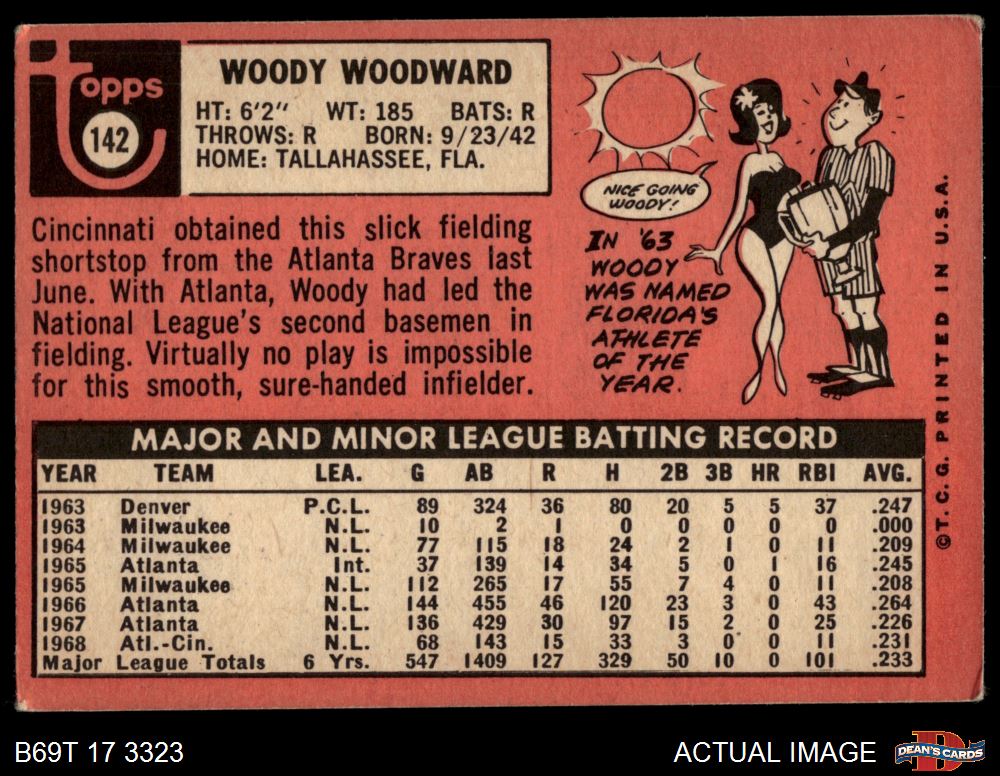 topps
142
WOODY WOODWARD
HT: 6'2" WT: 185 BATS: R
THROWS: R BORN: 9/23/42
HOME: TALLAHASSEE, FLA.
Cincinnati obtained this slick fielding
shortstop from the Atlanta Braves last
June. With Atlanta, Woody had led the
National League's second basemen in
fielding. Virtually no play is impossible
for this smooth, sure-handed infielder.
NICE GOING
WOODY!
IN '63
WOODY
WAS NAMED
FLORIDA'S
ATHLETE
OF THE
YEAR.
©T.C.G. PRINTED IN U.S.A.
MAJOR AND MINOR LEAGUE BATTING RECORD
YEAR TEAM LEA. G AB R H 2B 3B HR RBI AVG.
1963 Denver P.C.L. 89 324 36 80 20 5 5 37 .247
1963 Milwaukee N.L. 10 2 1 0 0 0 0 0 .000
1964 Milwaukee N.L. 77 115 18 24 2 1 0 11 .209
1965 Atlanta Int. 37 139 14 34 5 0 1 16 .245
1965 Milwaukee N.L. 112 265 17 55 7 4 0 11 .208
1966 Atlanta N.L. 144 455 46 120 23 3 0 43 .264
1967 Atlanta N.L. 136 429 30 97 15 2 0 25 .226
1968 Atl.-Cin. N.L. 68 143 15 33 3 0 0 11 .231
Major League Totals 6 Yrs. 547 1409 127 329 50 10 0 101 .233
B69T 17 3323
ACTUAL IMAGE
D
DEAN'S CARDS